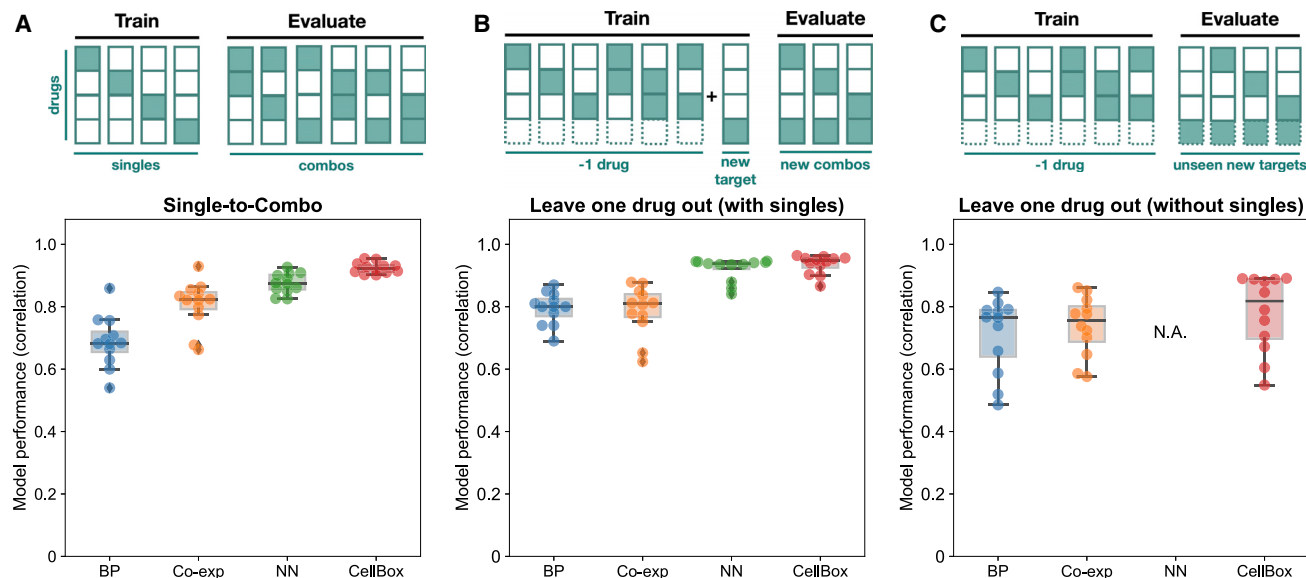 A
Train
Evaluate
drugs
singles
combos
Single-to-Combo
Model performance (correlation)
1.0
0.8
0.6
0.4
0.2
0
BP
Co-exp
NN
CellBox
B
Train
Evaluate
+
-1 drug
new
target
new combos
Leave one drug out (with singles)
Model performance (correlation)
1.0
0.8
0.6
0.4
0.2
0
BP
Co-exp
NN
CellBox
C
Train
Evaluate
-1 drug
unseen new targets
Leave one drug out (without singles)
Model performance (correlation)
1.0
0.8
0.6
0.4
0.2
0
N.A.
BP
Co-exp
NN
CellBox